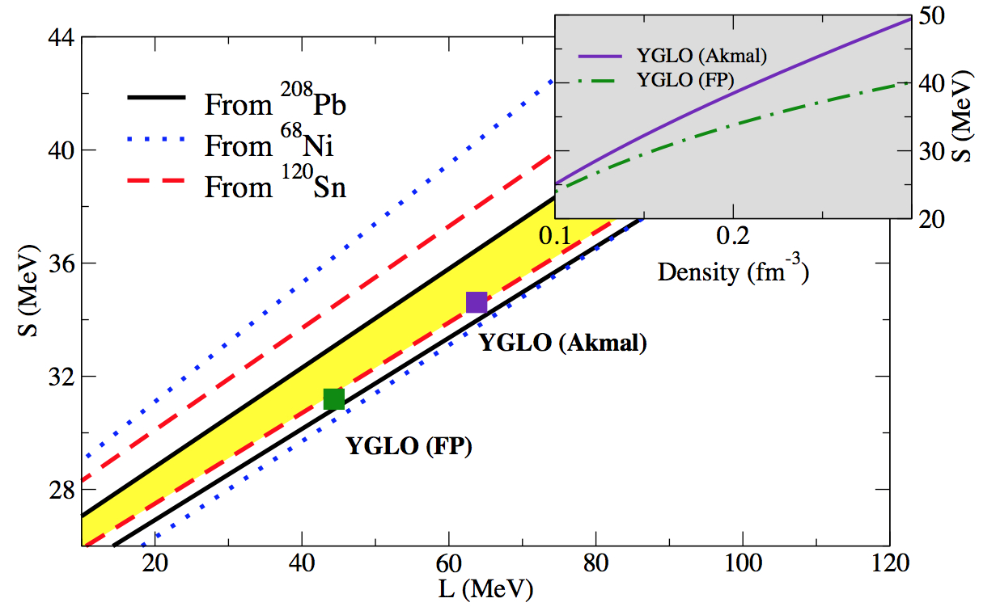 50
44
YGLO (Akmal)
YGLO (FP)
40
From 208Pb
From 68Ni
From 120Sn
40
30
S (MeV)
20
0.1
0.2
Density (fm-3)
36
S (MeV)
YGLO (Akmal)
32
YGLO (FP)
28
20
40
60
80
100
120
L (MeV)